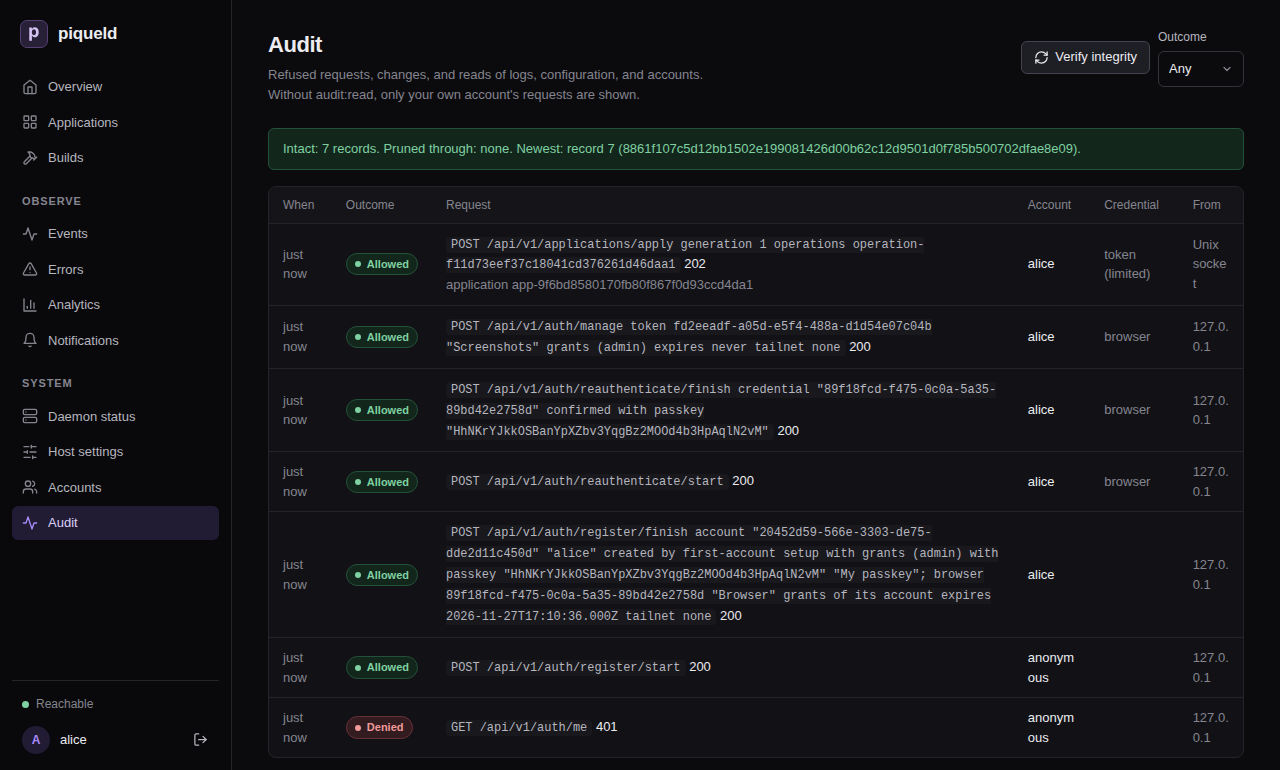 p piqueld
Overview
Applications
Builds
OBSERVE
Events
Errors
Analytics
Notifications
SYSTEM
Daemon status
Host settings
Accounts
Audit
Reachable
A alice
Audit
Refused requests, changes, and reads of logs, configuration, and accounts.
Without audit:read, only your own account's requests are shown.
Verify integrity
Outcome
Any
Intact: 7 records. Pruned through: none. Newest: record 7 (8861f107c5d12bb1502e199081426d00b62c12d9501d0f785b500702dfae8e09).
When Outcome Request Account Credential From
just
now
Allowed
POST /api/v1/applications/apply generation 1 operations operation-
f11d73eef37c18041cd376261d46daa1 202
application app-9f6bd8580170fb80f867f0d93ccd4da1
alice
token
(limited)
Unix
socke
t
just
now
Allowed
POST /api/v1/auth/manage token fd2eeadf-a05d-e5f4-488a-d1d54e07c04b
"Screenshots" grants (admin) expires never tailnet none 200
alice
browser
127.0.
0.1
just
now
Allowed
POST /api/v1/auth/reauthenticate/finish credential "89f18fcd-f475-0c0a-5a35-
89bd42e2758d" confirmed with passkey
"HhNKrYJkkOSBanYpXZbv3YqgBz2MOOd4b3HpAqlN2vM" 200
alice
browser
127.0.
0.1
just
now
Allowed
POST /api/v1/auth/reauthenticate/start 200
alice
browser
127.0.
0.1
just
now
Allowed
POST /api/v1/auth/register/finish account "20452d59-566e-3303-de75-
dde2d11c450d" "alice" created by first-account setup with grants (admin) with
passkey "HhNKrYJkkOSBanYpXZbv3YqgBz2MOOd4b3HpAqlN2vM" "My passkey"; browser
89f18fcd-f475-0c0a-5a35-89bd42e2758d "Browser" grants of its account expires
2026-11-27T17:10:36.000Z tailnet none 200
alice
127.0.
0.1
just
now
Allowed
POST /api/v1/auth/register/start 200
anonym
ous
127.0.
0.1
just
now
Denied
GET /api/v1/auth/me 401
anonym
ous
127.0.
0.1